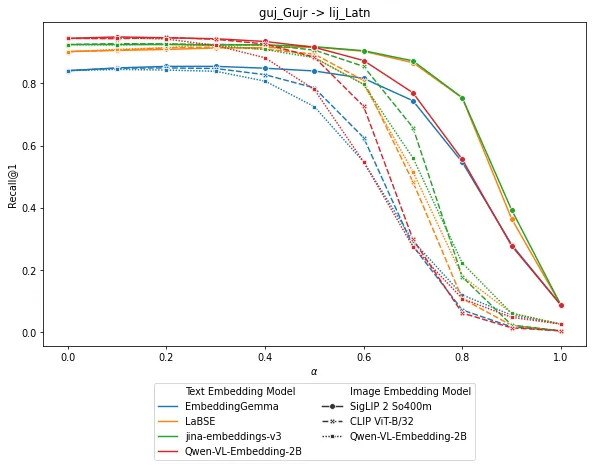 guj_Gujr -> lij_Latn
Recall@1
0.8
0.6
0.4
0.2
0.0
0.0 0.2 0.4 0.6 0.8 1.0
α
Text Embedding Model
EmbeddingGemma
LaBSE
jina-embeddings-v3
Qwen-VL-Embedding-2B
Image Embedding Model
SigLIP 2 So400m
CLIP ViT-B/32
Qwen-VL-Embedding-2B